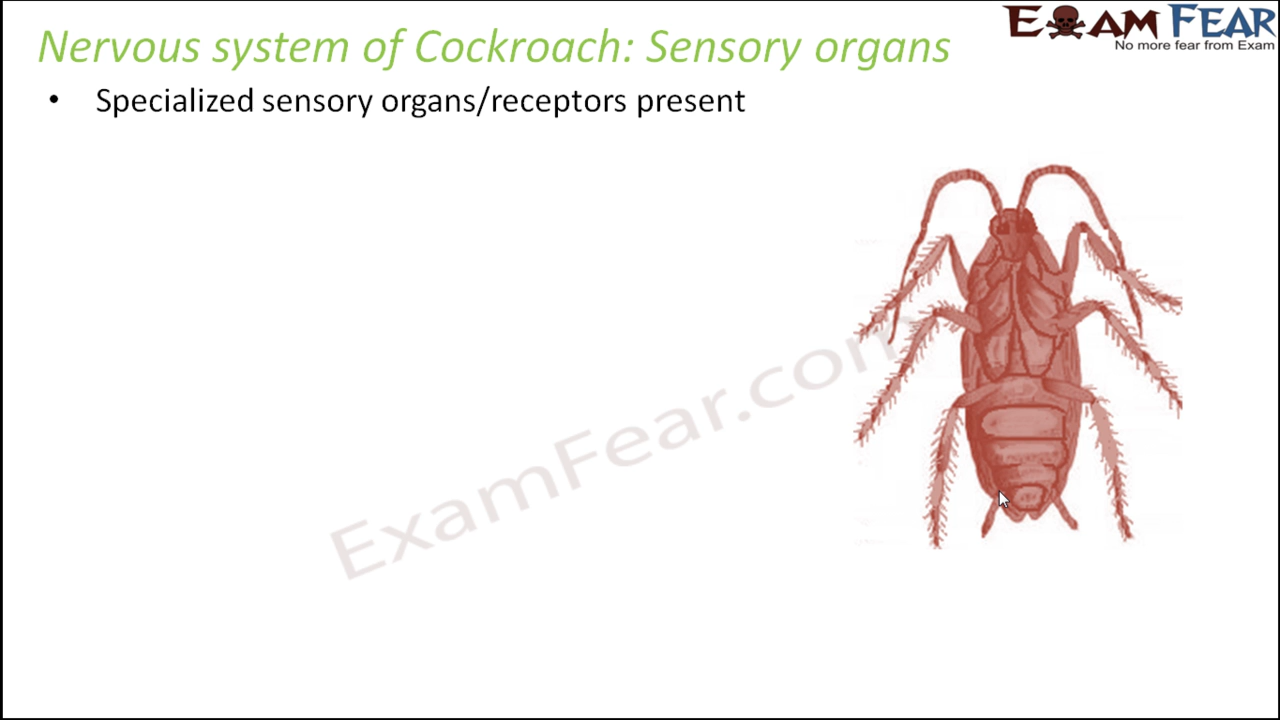 Nervous system of Cockroach: Sensory organs
EXAM FEAR
No more fear from Exam
• Specialized sensory organs/receptors present
ExamFear.com